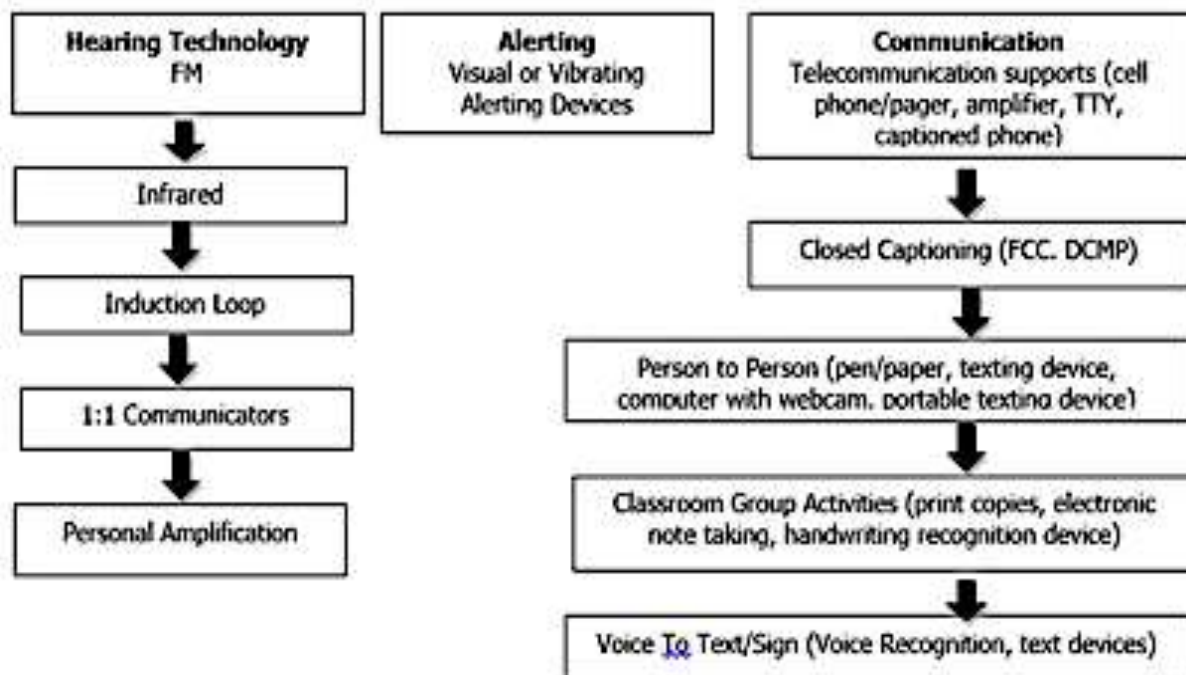 Hearing Technology
FM
Infrared
Induction Loop
1:1 Communicators
Personal Amplification
Alerting
Visual or Vibrating
Alerting Devices
Communication
Telecommunication supports (cell
phone/pager, amplifier, TTY,
captioned phone)
Closed Captioning (FCC. DCMP)
Person to Person (pen/paper, texting device,
computer with webcam, portable texting device)
Classroom Group Activities (print copies, electronic
note taking, handwriting recognition device)
Voice To Text/Sign (Voice Recognition, text devices)